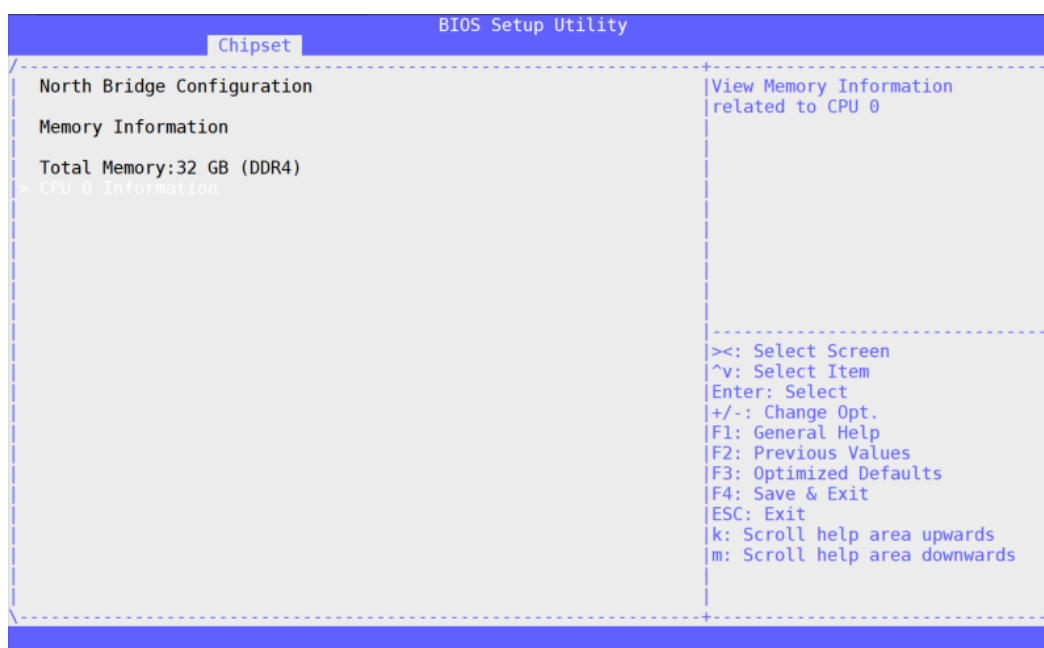 BIOS Setup Utility
Chipset
North Bridge Configuration
Memory Information
Total Memory:32 GB (DDR4)
> CPU 0 Information
View Memory Information
related to CPU 0
><: Select Screen
^v: Select Item
Enter: Select
+/-: Change Opt.
F1: General Help
F2: Previous Values
F3: Optimized Defaults
F4: Save & Exit
ESC: Exit
k: Scroll help area upwards
m: Scroll help area downwards